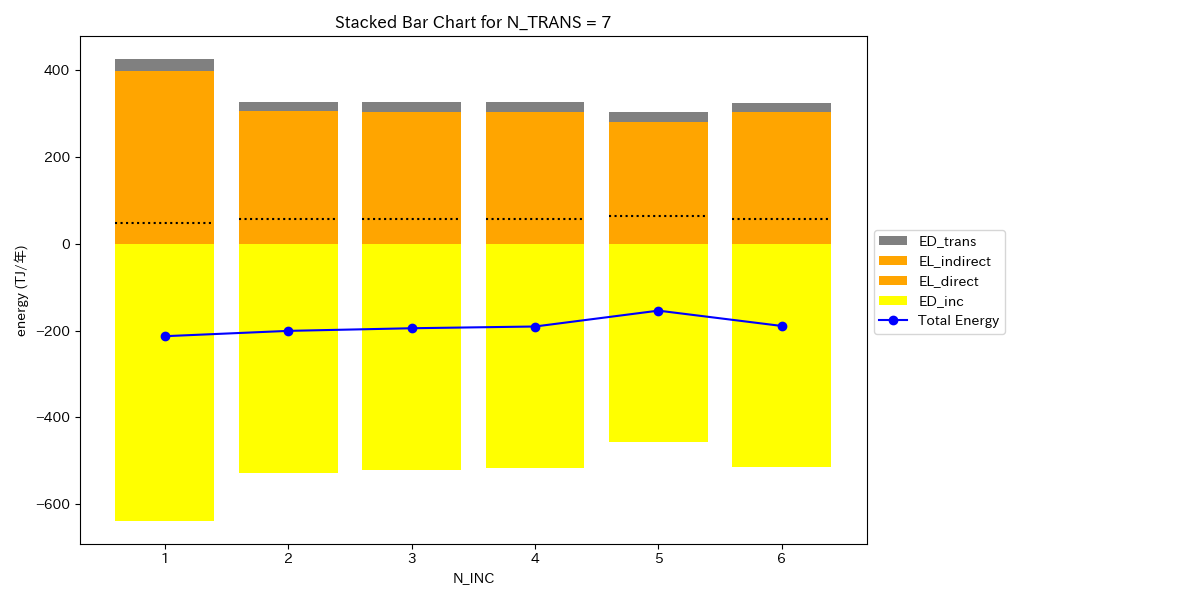 Stacked Bar Chart for N_TRANS = 7
energy (TJ/年)
400
200
0
−200
−400
−600
1 2 3 4 5 6
N_INC
ED_trans
EL_indirect
EL_direct
ED_inc
Total Energy